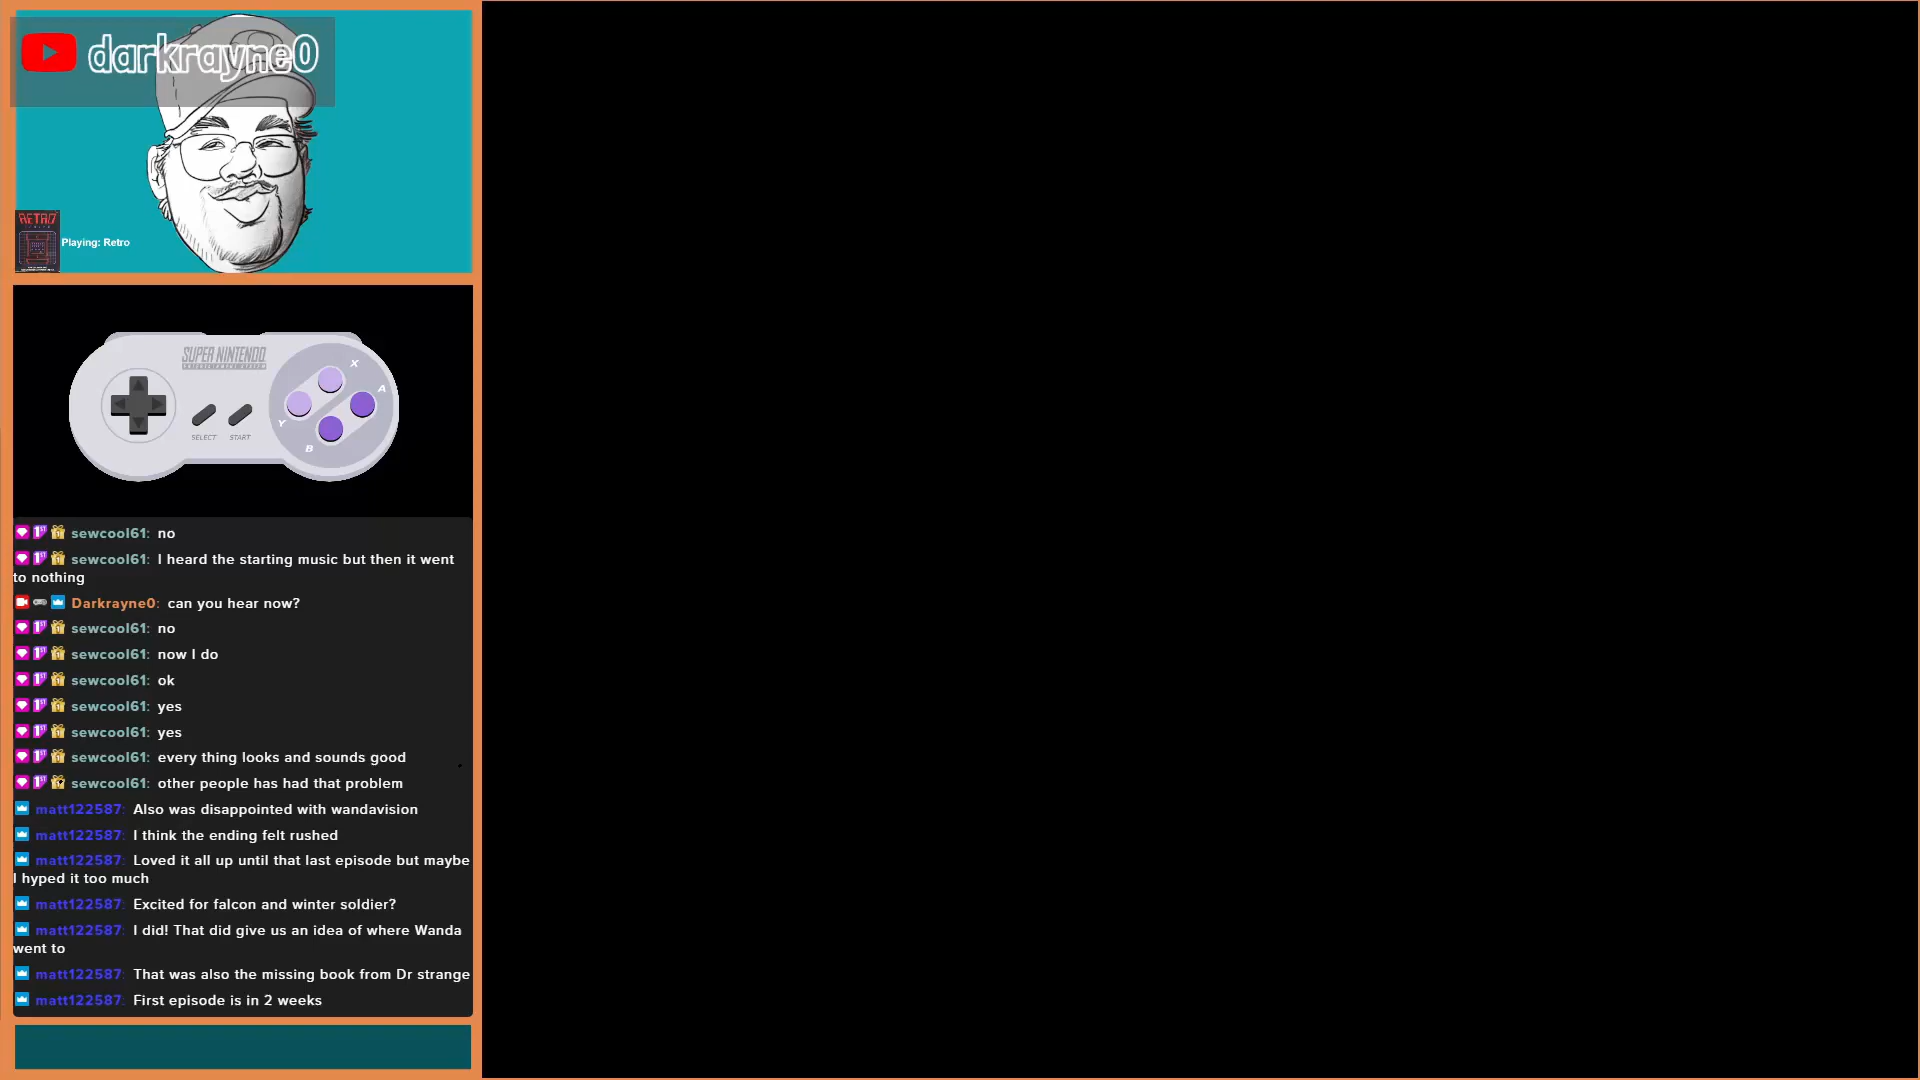 darkrayne0
RETRO
Playing: Retro
SUPER NINTENDO
ENTERTAINMENT SYSTEM
X
A
Y
B
SELECT START
sewcool61: no
sewcool61: I heard the starting music but then it went
to nothing
Darkrayne0: can you hear now?
sewcool61: no
sewcool61: now I do
sewcool61: ok
sewcool61: yes
sewcool61: yes
sewcool61: every thing looks and sounds good
sewcool61: other people has had that problem
matt122587: Also was disappointed with wandavision
matt122587: I think the ending felt rushed
matt122587: Loved it all up until that last episode but maybe
I hyped it too much
matt122587: Excited for falcon and winter soldier?
matt122587: I did! That did give us an idea of where Wanda
went to
matt122587: That was also the missing book from Dr strange
matt122587: First episode is in 2 weeks